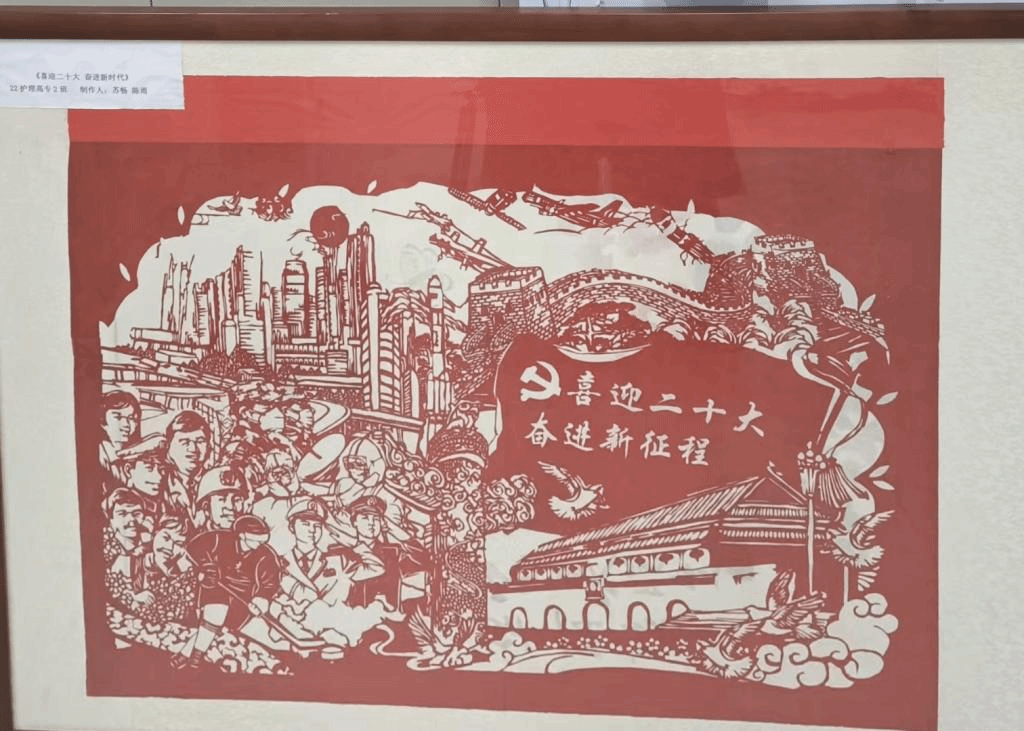 《喜迎二十大 奋进新时代》
22护理高专2班 制作人：苏畅 陈雨
喜迎二十大
奋进新征程